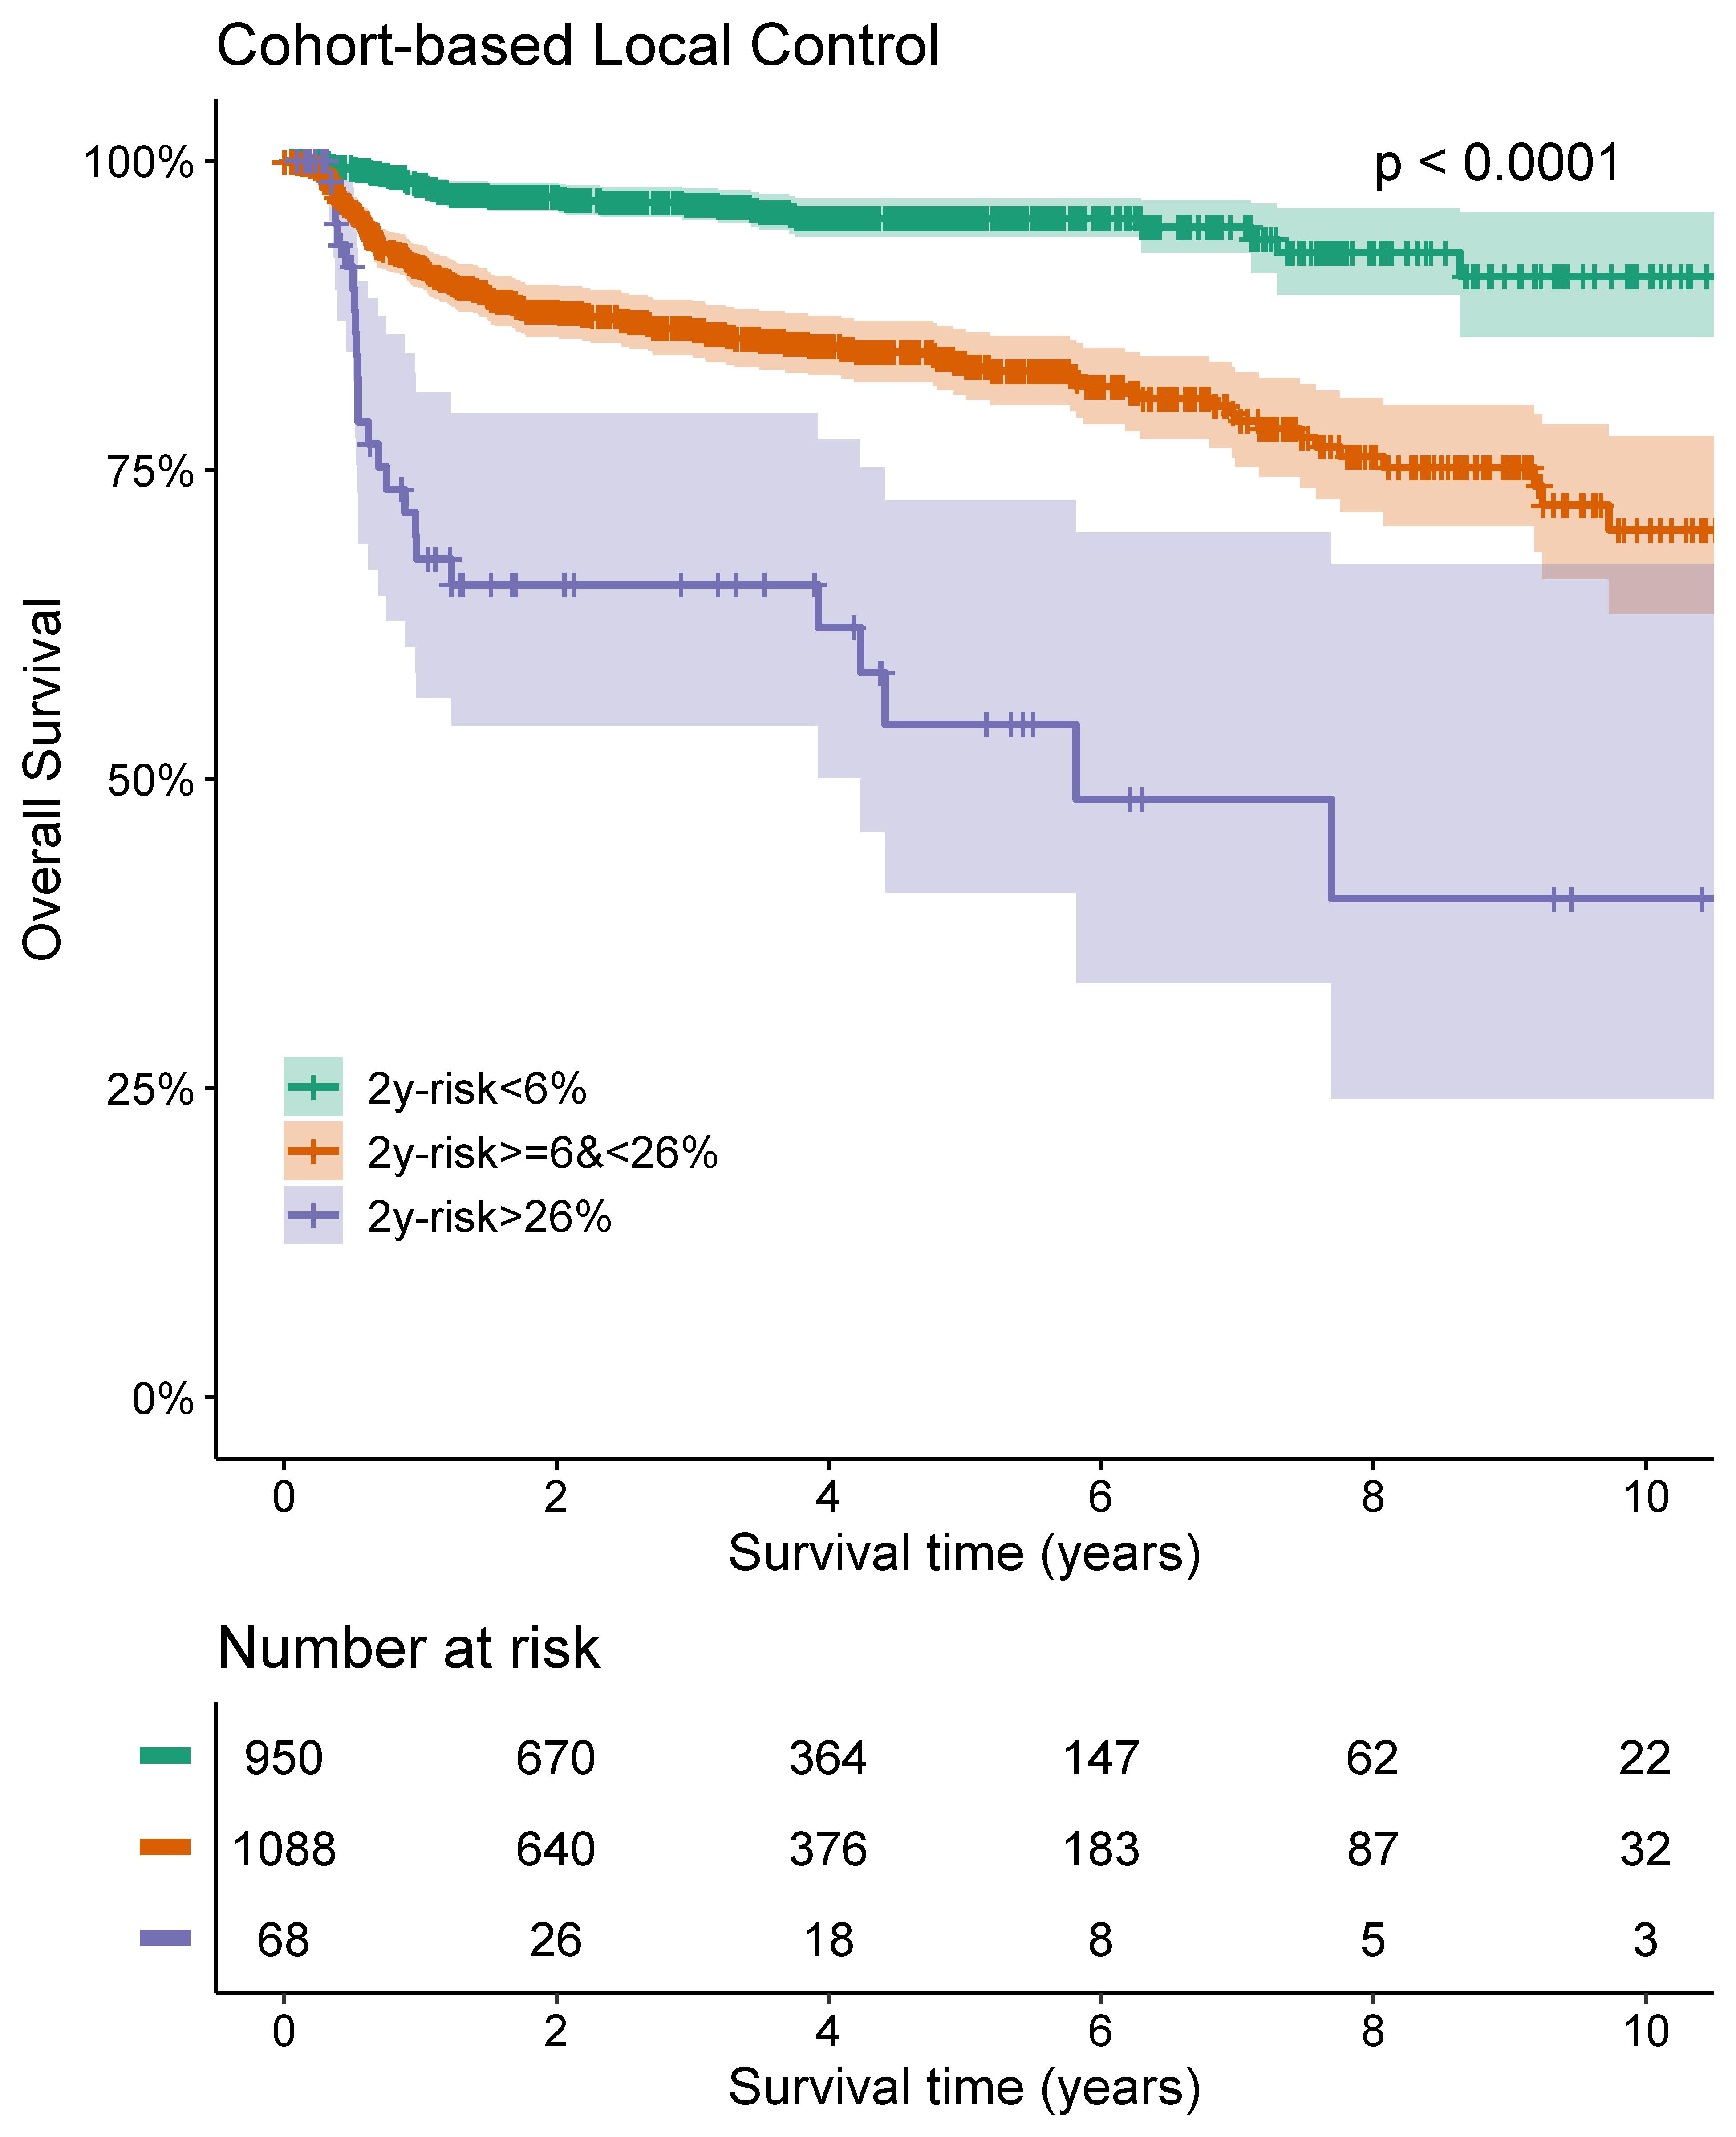 Cohort-based Local Control
p < 0.0001
100%
75%
50%
25%
0%
Overall Survival
2y-risk<6%
2y-risk>=6&<26%
2y-risk>26%
0 2 4 6 8 10
Survival time (years)
Number at risk
950 670 364 147 62 22
1088 640 376 183 87 32
68 26 18 8 5 3
0 2 4 6 8 10
Survival time (years)